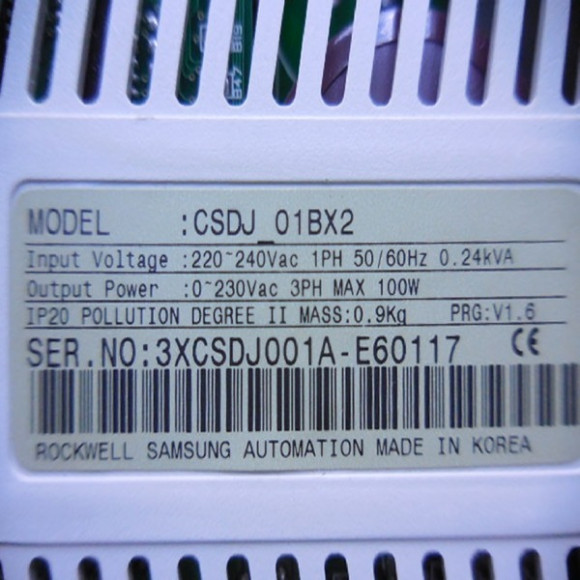 B47 B19
MODEL :CSDJ_01BX2
Input Voltage :220~240Vac 1PH 50/60Hz 0.24kVA
Output Power :0~230Vac 3PH MAX 100W
IP20 POLLUTION DEGREE II MASS:0.9Kg PRG:V1.6
SER.NO:3XCSDJ001A-E60117 CE
ROCKWELL SAMSUNG AUTOMATION MADE IN KOREA